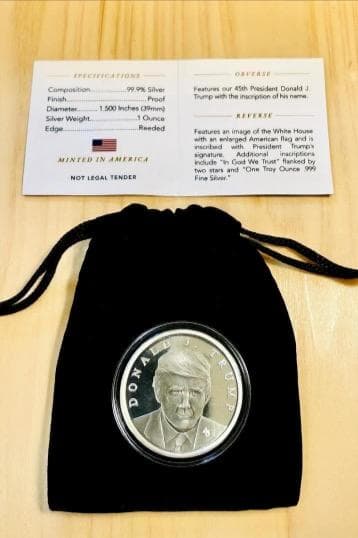 SPECIFICATIONS
Composition..................99.9% Silver
Finish..................................Proof
Diameter............1.500 Inches (39mm)
Silver Weight......................1 Ounce
Edge................................Reeded
MINTED IN AMERICA
NOT LEGAL TENDER
OBVERSE
Features our 45th President Donald J.
Trump with the inscription of his name.
REVERSE
Features an image of the White House
with an enlarged American flag and is
inscribed with President Trump's
signature. Additional inscriptions
include "In God We Trust" flanked by
two stars and "One Troy Ounce .999
Fine Silver."
DONALD J. TRUMP